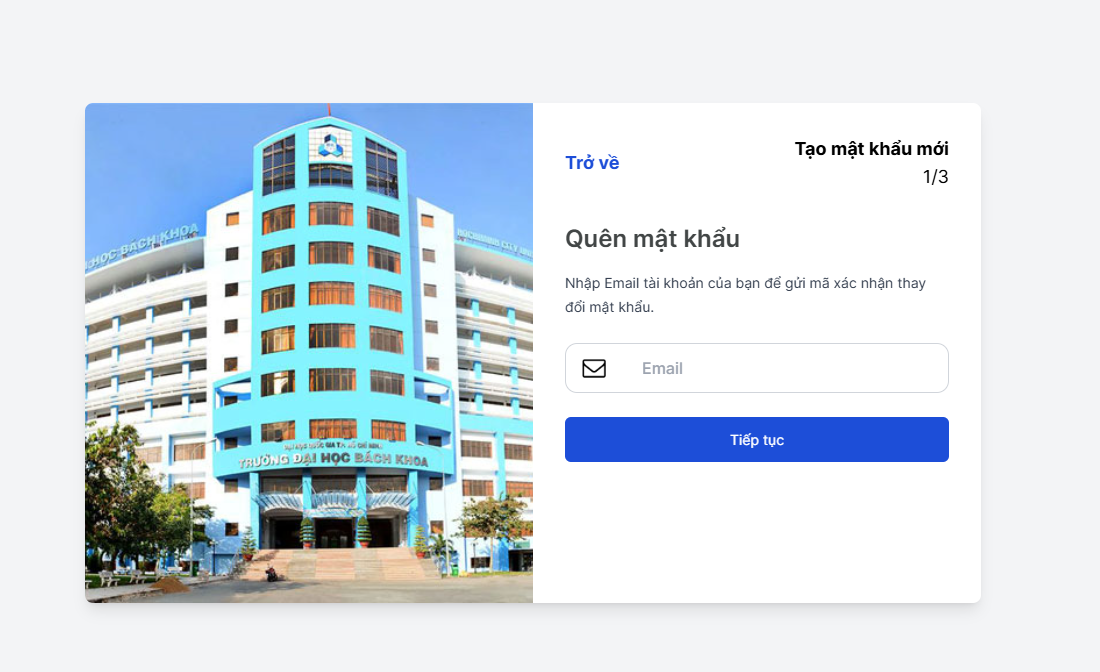 HỌC BÁCH KHOA
ĐẠI HỌC QUỐC GIA T.P. HỒ CHÍ MINH
TRƯỜNG ĐẠI HỌC BÁCH KHOA
Trở về
Tạo mật khẩu mới
1/3
Quên mật khẩu
Nhập Email tài khoản của bạn để gửi mã xác nhận thay
đổi mật khẩu.
Email
Tiếp tục